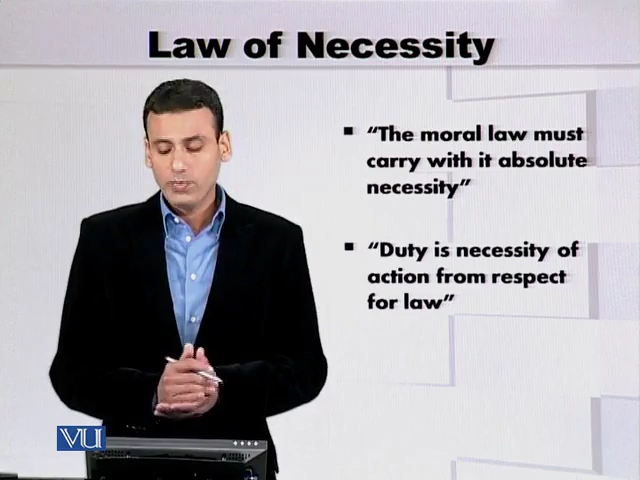 Law of Necessity
▪ “The moral law must
carry with it absolute
necessity”
▪ “Duty is necessity of
action from respect
for law”
VU